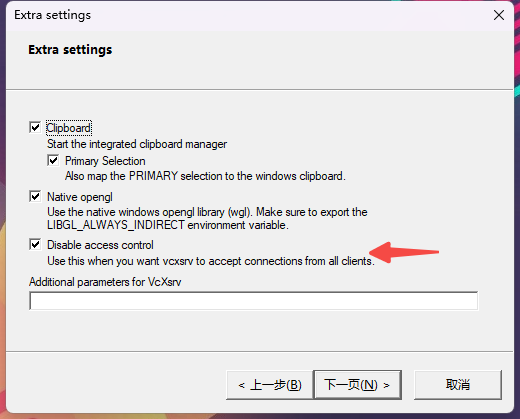 Extra settings
Extra settings
Clipboard
Start the integrated clipboard manager
Primary Selection
Also map the PRIMARY selection to the windows clipboard.
Native opengl
Use the native windows opengl library (wgl). Make sure to export the
LIBGL_ALWAYS_INDIRECT environment variable.
Disable access control
Use this when you want vcxsrv to accept connections from all clients.
Additional parameters for VcXsrv
< 上一步(B) 下一页(N) > 取消